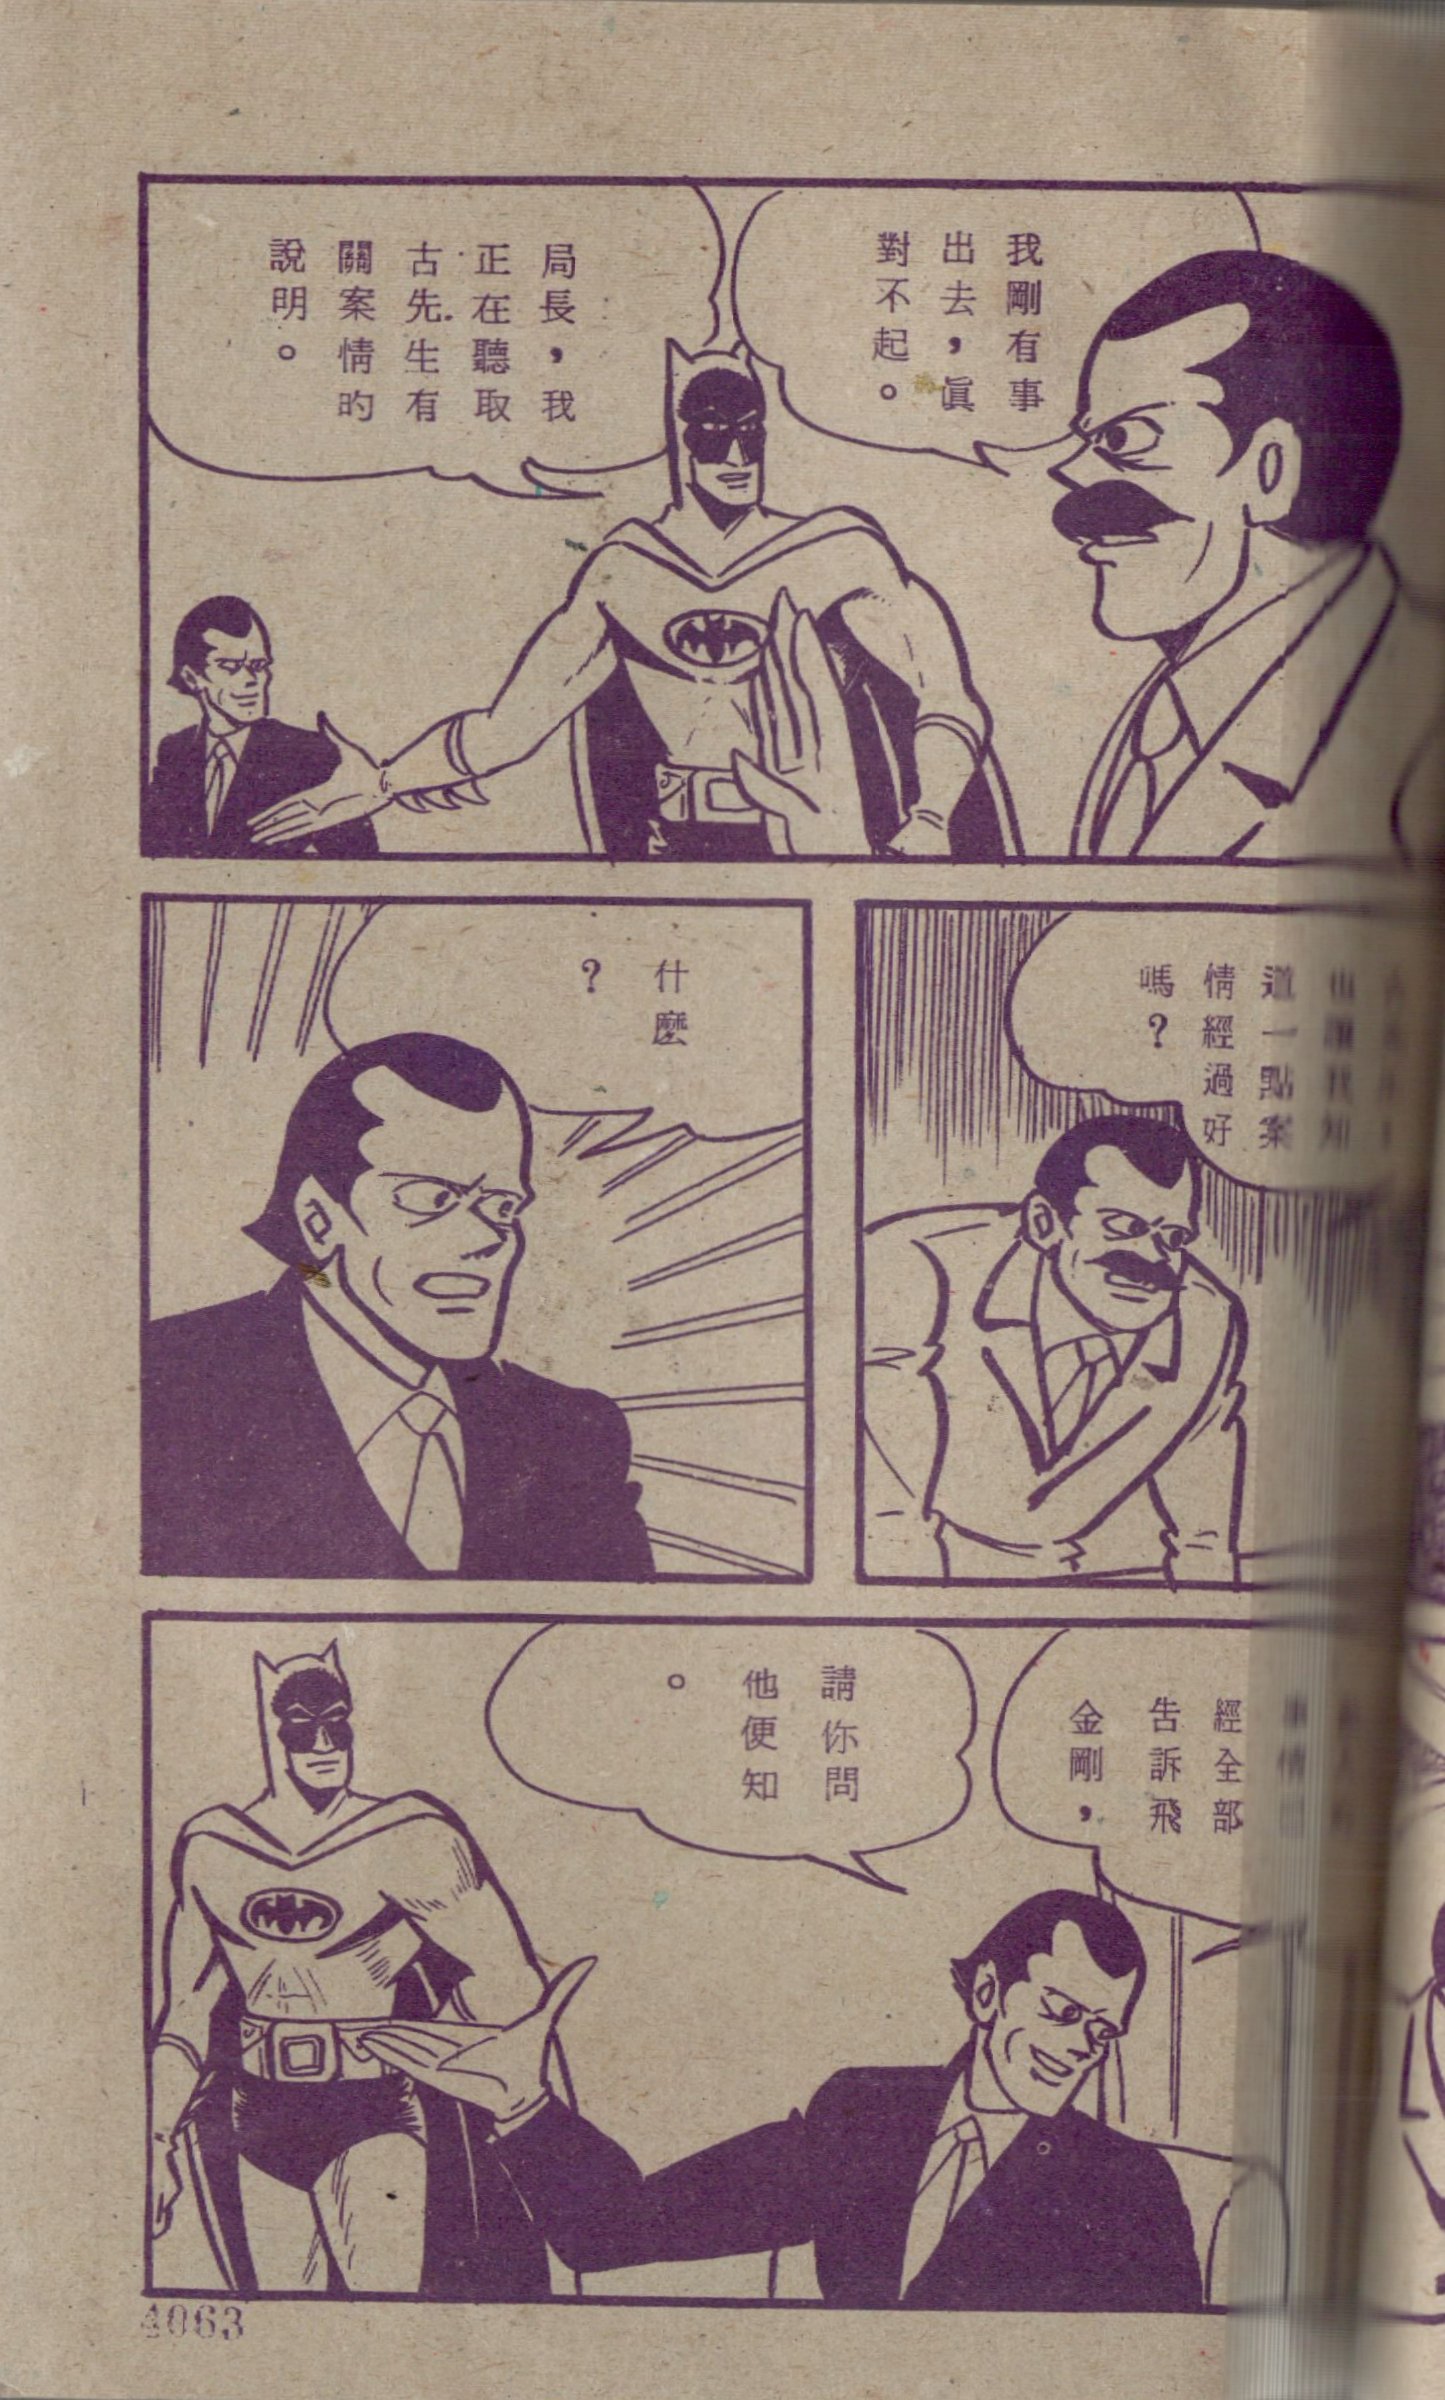 我剛有事
出去，眞
對不起。
局長，我
正在聽取
古先生有
關案情的
說明。
道一點案
情經過好
嗎？
什麼
？
經全部
告訴飛
金剛，
請你問
他便知
。
4063